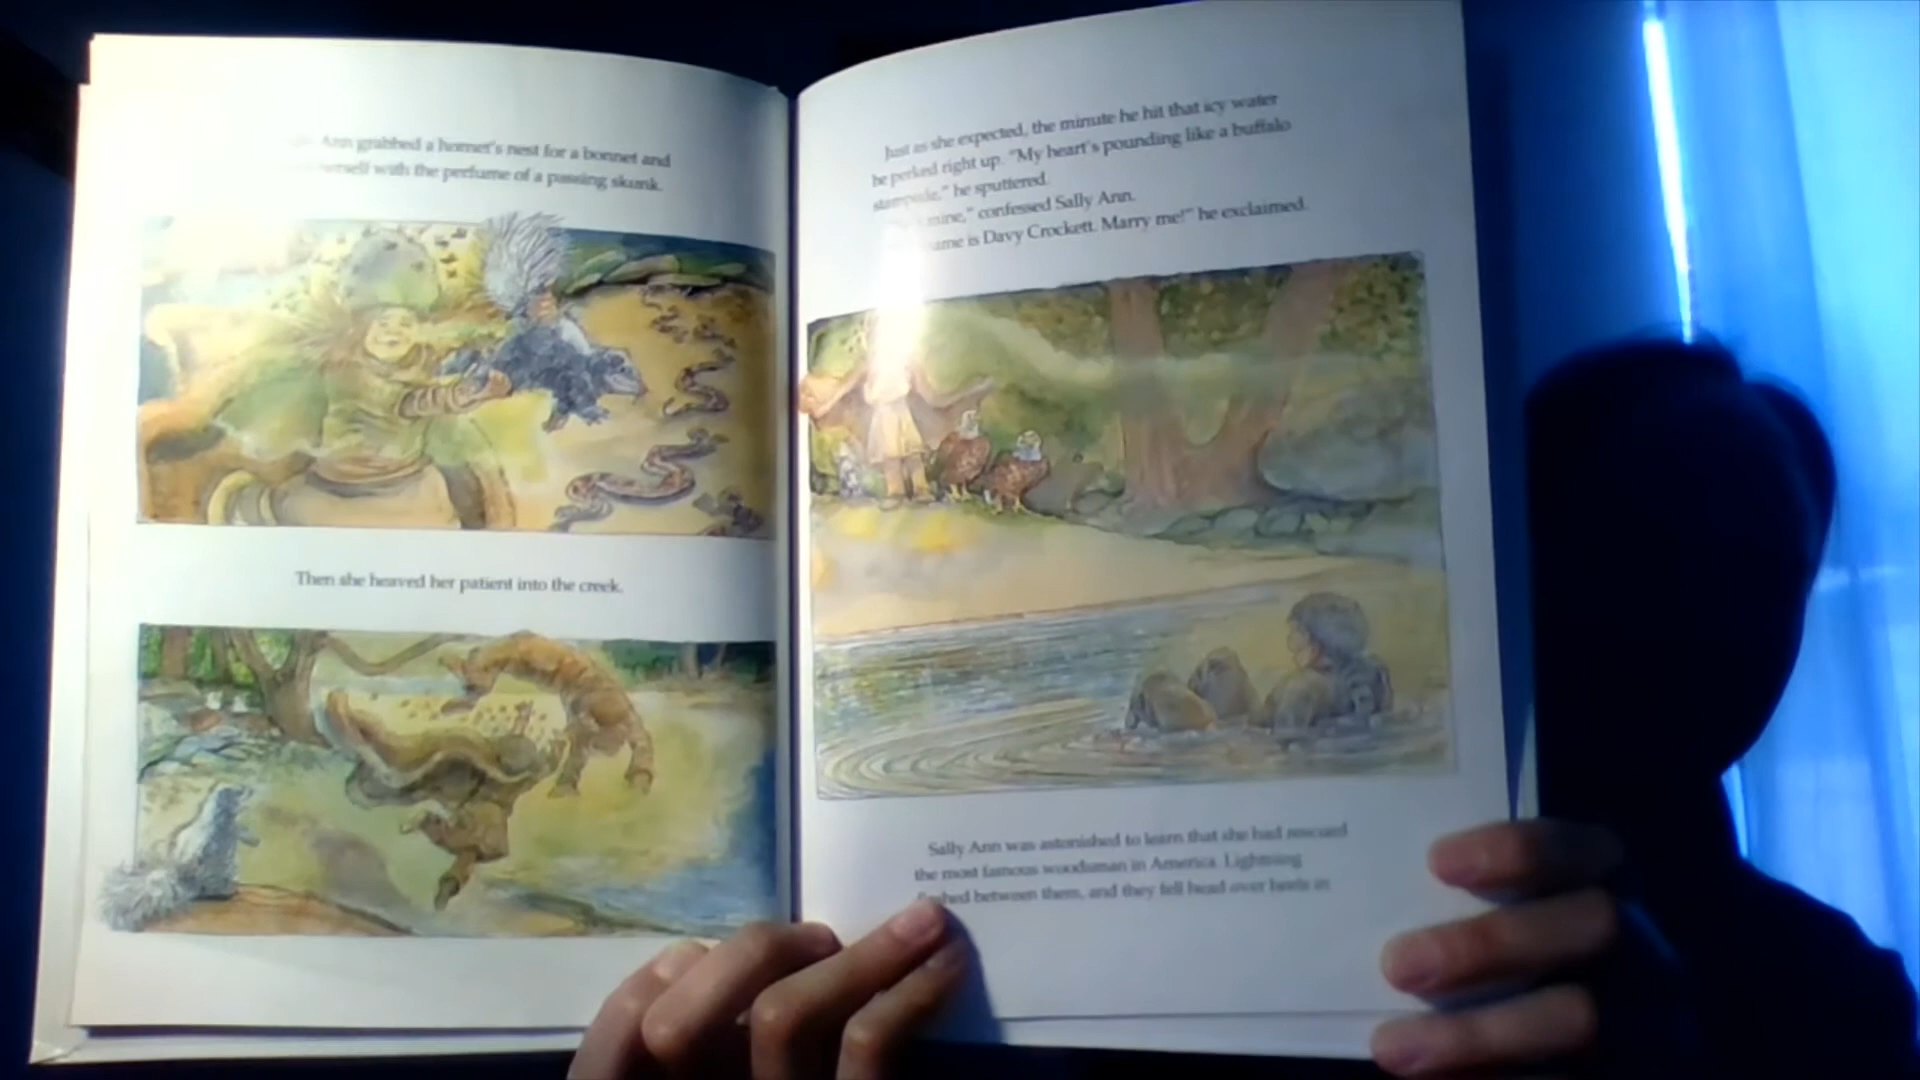 Ann grabbed a hornet's nest for a bonnet and
herself with the perfume of a passing skunk.
Then she heaved her patient into the creek.
Just as she expected, the minute he hit that icy water
he perked right up. "My heart's pounding like a buffalo
stampede," he sputtered.
mine," confessed Sally Ann.
name is Davy Crockett. Marry me!" he exclaimed.
Sally Ann was astonished to learn that she had rescued
the most famous woodsman in America. Lightning
flashed between them, and they fell head over heels in